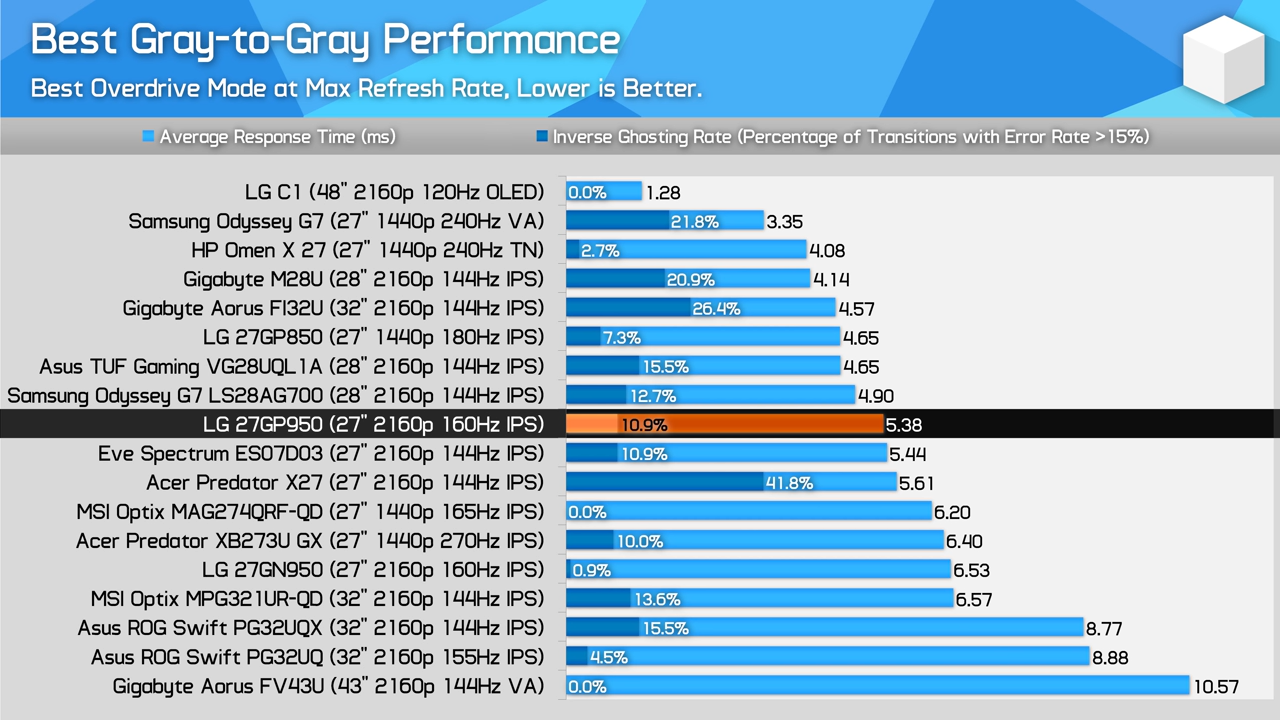 Best Gray-to-Gray Performance
Best Overdrive Mode at Max Refresh Rate, Lower is Better.
Average Response Time (ms) Inverse Ghosting Rate (Percentage of Transitions with Error Rate >15%)
LG C1 (48" 2160p 120Hz OLED) 0.0% 1.28
Samsung Odyssey G7 (27" 1440p 240Hz VA) 21.8% 3.35
HP Omen X 27 (27" 1440p 240Hz TN) 2.7% 4.08
Gigabyte M28U (28" 2160p 144Hz IPS) 20.9% 4.14
Gigabyte Aorus FI32U (32" 2160p 144Hz IPS) 26.4% 4.57
LG 27GP850 (27" 1440p 180Hz IPS) 7.3% 4.65
Asus TUF Gaming VG28UQL1A (28" 2160p 144Hz IPS) 15.5% 4.65
Samsung Odyssey G7 LS28AG700 (28" 2160p 144Hz IPS) 12.7% 4.90
LG 27GP950 (27" 2160p 160Hz IPS) 10.9% 5.38
Eve Spectrum ES07D03 (27" 2160p 144Hz IPS) 10.9% 5.44
Acer Predator X27 (27" 2160p 144Hz IPS) 41.8% 5.61
MSI Optix MAG274QRF-QD (27" 1440p 165Hz IPS) 0.0% 6.20
Acer Predator XB273U GX (27" 1440p 270Hz IPS) 10.0% 6.40
LG 27GN950 (27" 2160p 160Hz IPS) 0.9% 6.53
MSI Optix MPG321UR-QD (32" 2160p 144Hz IPS) 13.6% 6.57
Asus ROG Swift PG32UQX (32" 2160p 144Hz IPS) 15.5% 8.77
Asus ROG Swift PG32UQ (32" 2160p 155Hz IPS) 4.5% 8.88
Gigabyte Aorus FV43U (43" 2160p 144Hz VA) 0.0% 10.57